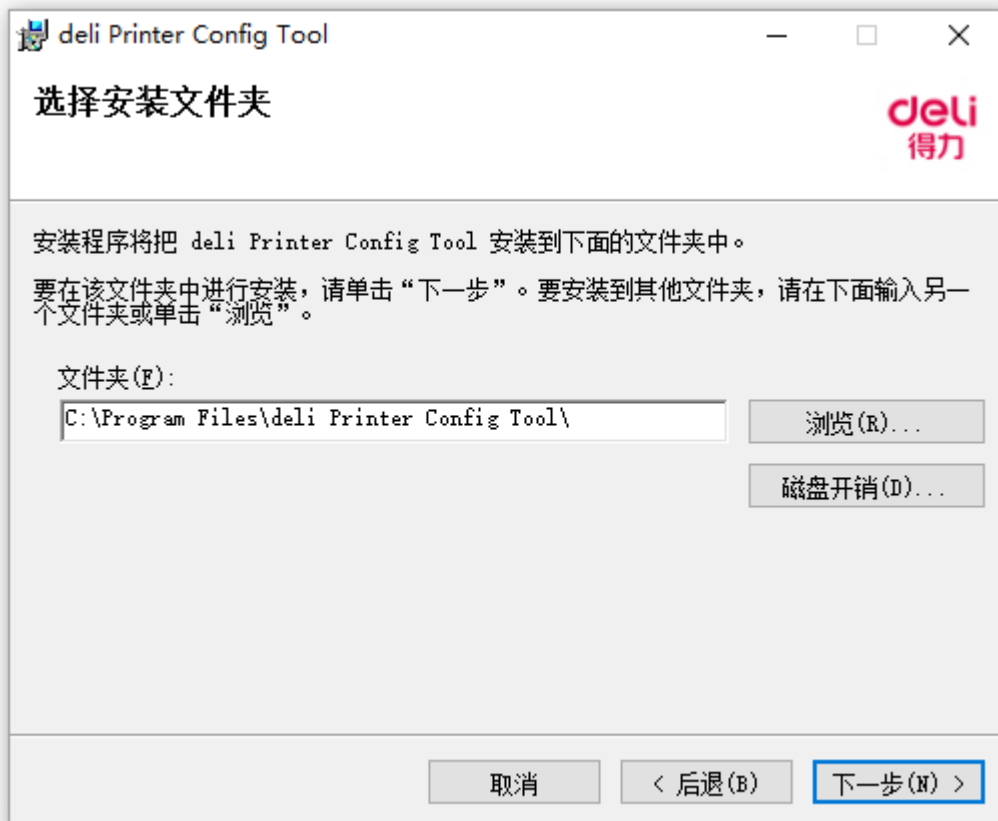 deli Printer Config Tool
选择安装文件夹
deli
得力
安装程序将把 deli Printer Config Tool 安装到下面的文件夹中。
要在该文件夹中进行安装，请单击“下一步”。要安装到其他文件夹，请在下面输入另一
个文件夹或单击“浏览”。
文件夹(F):
C:\Program Files\deli Printer Config Tool\
浏览(R)...
磁盘开销(D)...
取消
< 后退(B)
下一步(N) >